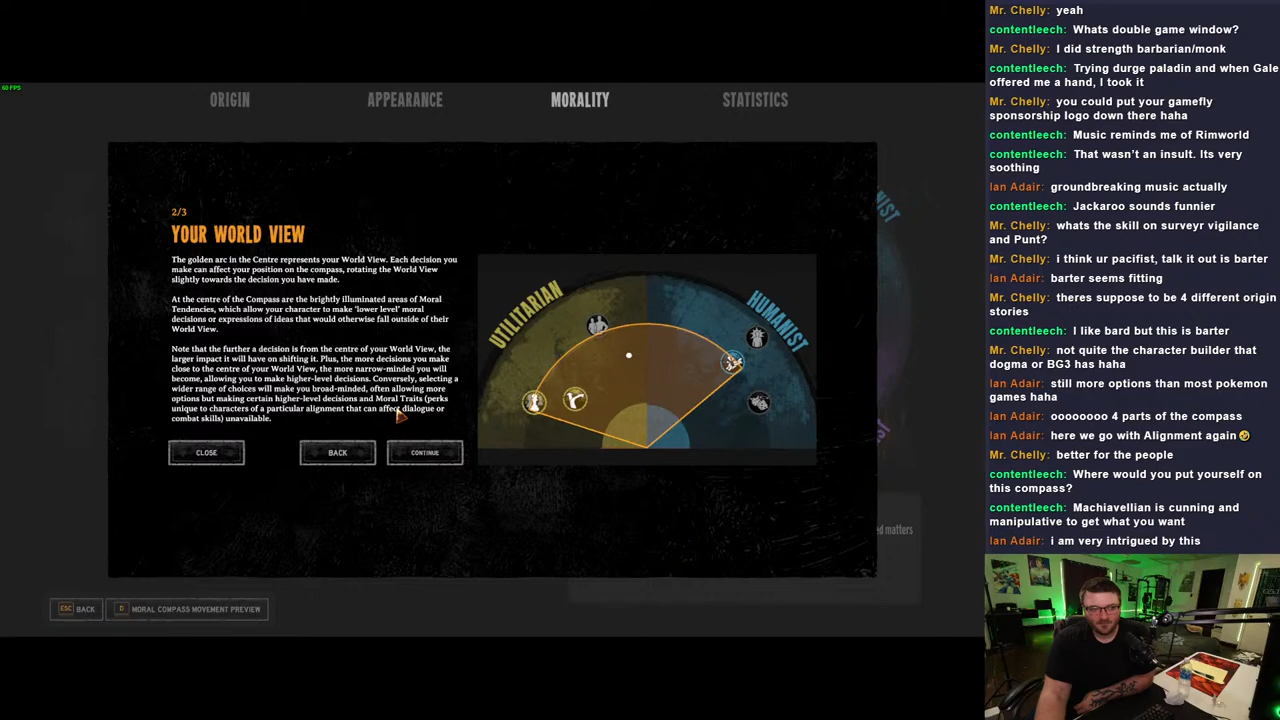 60 FPS
ORIGIN
APPEARANCE
MORALITY
STATISTICS
2/3
YOUR WORLD VIEW
The golden arc in the Centre represents your World View. Each decision you
make can affect your position on the compass, rotating the World View
slightly towards the decision you have made.
At the centre of the Compass are the brightly illuminated areas of Moral
Tendencies, which allow your character to make 'lower level' moral
decisions or expressions of ideas that would otherwise fall outside of their
World View.
Note that the further a decision is from the centre of your World View, the
larger impact it will have on shifting it. Plus, the more decisions you make
close to the centre of your World View, the more narrow-minded you will
become, allowing you to make higher-level decisions. Conversely, selecting a
wider range of choices will make you broad-minded, often allowing more
options but making certain higher-level decisions and Moral Traits (perks
unique to characters of a particular alignment that can affect dialogue or
combat skills) unavailable.
CLOSE
BACK
CONTINUE
UTILITARIAN
HUMANIST
NIST
ed matters
ESC BACK
D MORAL COMPASS MOVEMENT PREVIEW
Mr. Chelly: yeah
contentleech: Whats double game window?
Mr. Chelly: I did strength barbarian/monk
contentleech: Trying durge paladin and when Gale
offered me a hand, I took it
Mr. Chelly: you could put your gamefly
sponsorship logo down there haha
contentleech: Music reminds me of Rimworld
contentleech: That wasn't an insult. Its very
soothing
Ian Adair: groundbreaking music actually
contentleech: Jackaroo sounds funnier
Mr. Chelly: whats the skill on surveyr vigilance
and Punt?
Mr. Chelly: i think ur pacifist, talk it out is barter
Ian Adair: barter seems fitting
Mr. Chelly: theres suppose to be 4 different origin
stories
contentleech: I like bard but this is barter
Mr. Chelly: not quite the character builder that
dogma or BG3 has haha
Mr. Chelly: still more options than most pokemon
games haha
Ian Adair: ooooooo 4 parts of the compass
Ian Adair: here we go with Alignment again🤣
Mr. Chelly: better for the people
contentleech: Where would you put yourself on
this compass?
contentleech: Machiavellian is cunning and
manipulative to get what you want
Ian Adair: i am very intrigued by this